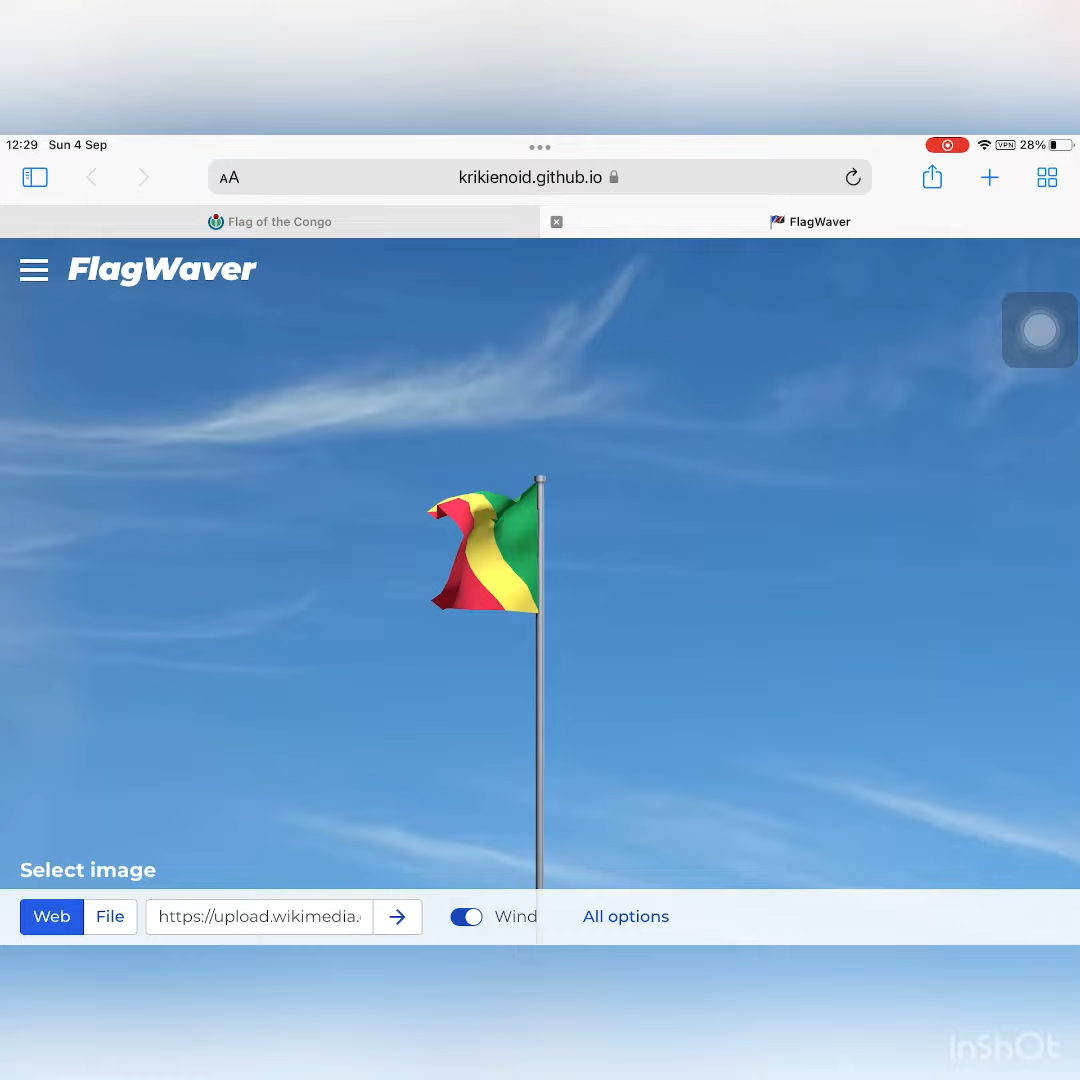 12:29 Sun 4 Sep
VPN 28%
AA
krikienoid.github.io
Flag of the Congo
FlagWaver
FlagWaver
Select image
Web File https://upload.wikimedia. Wind All options
InShOt